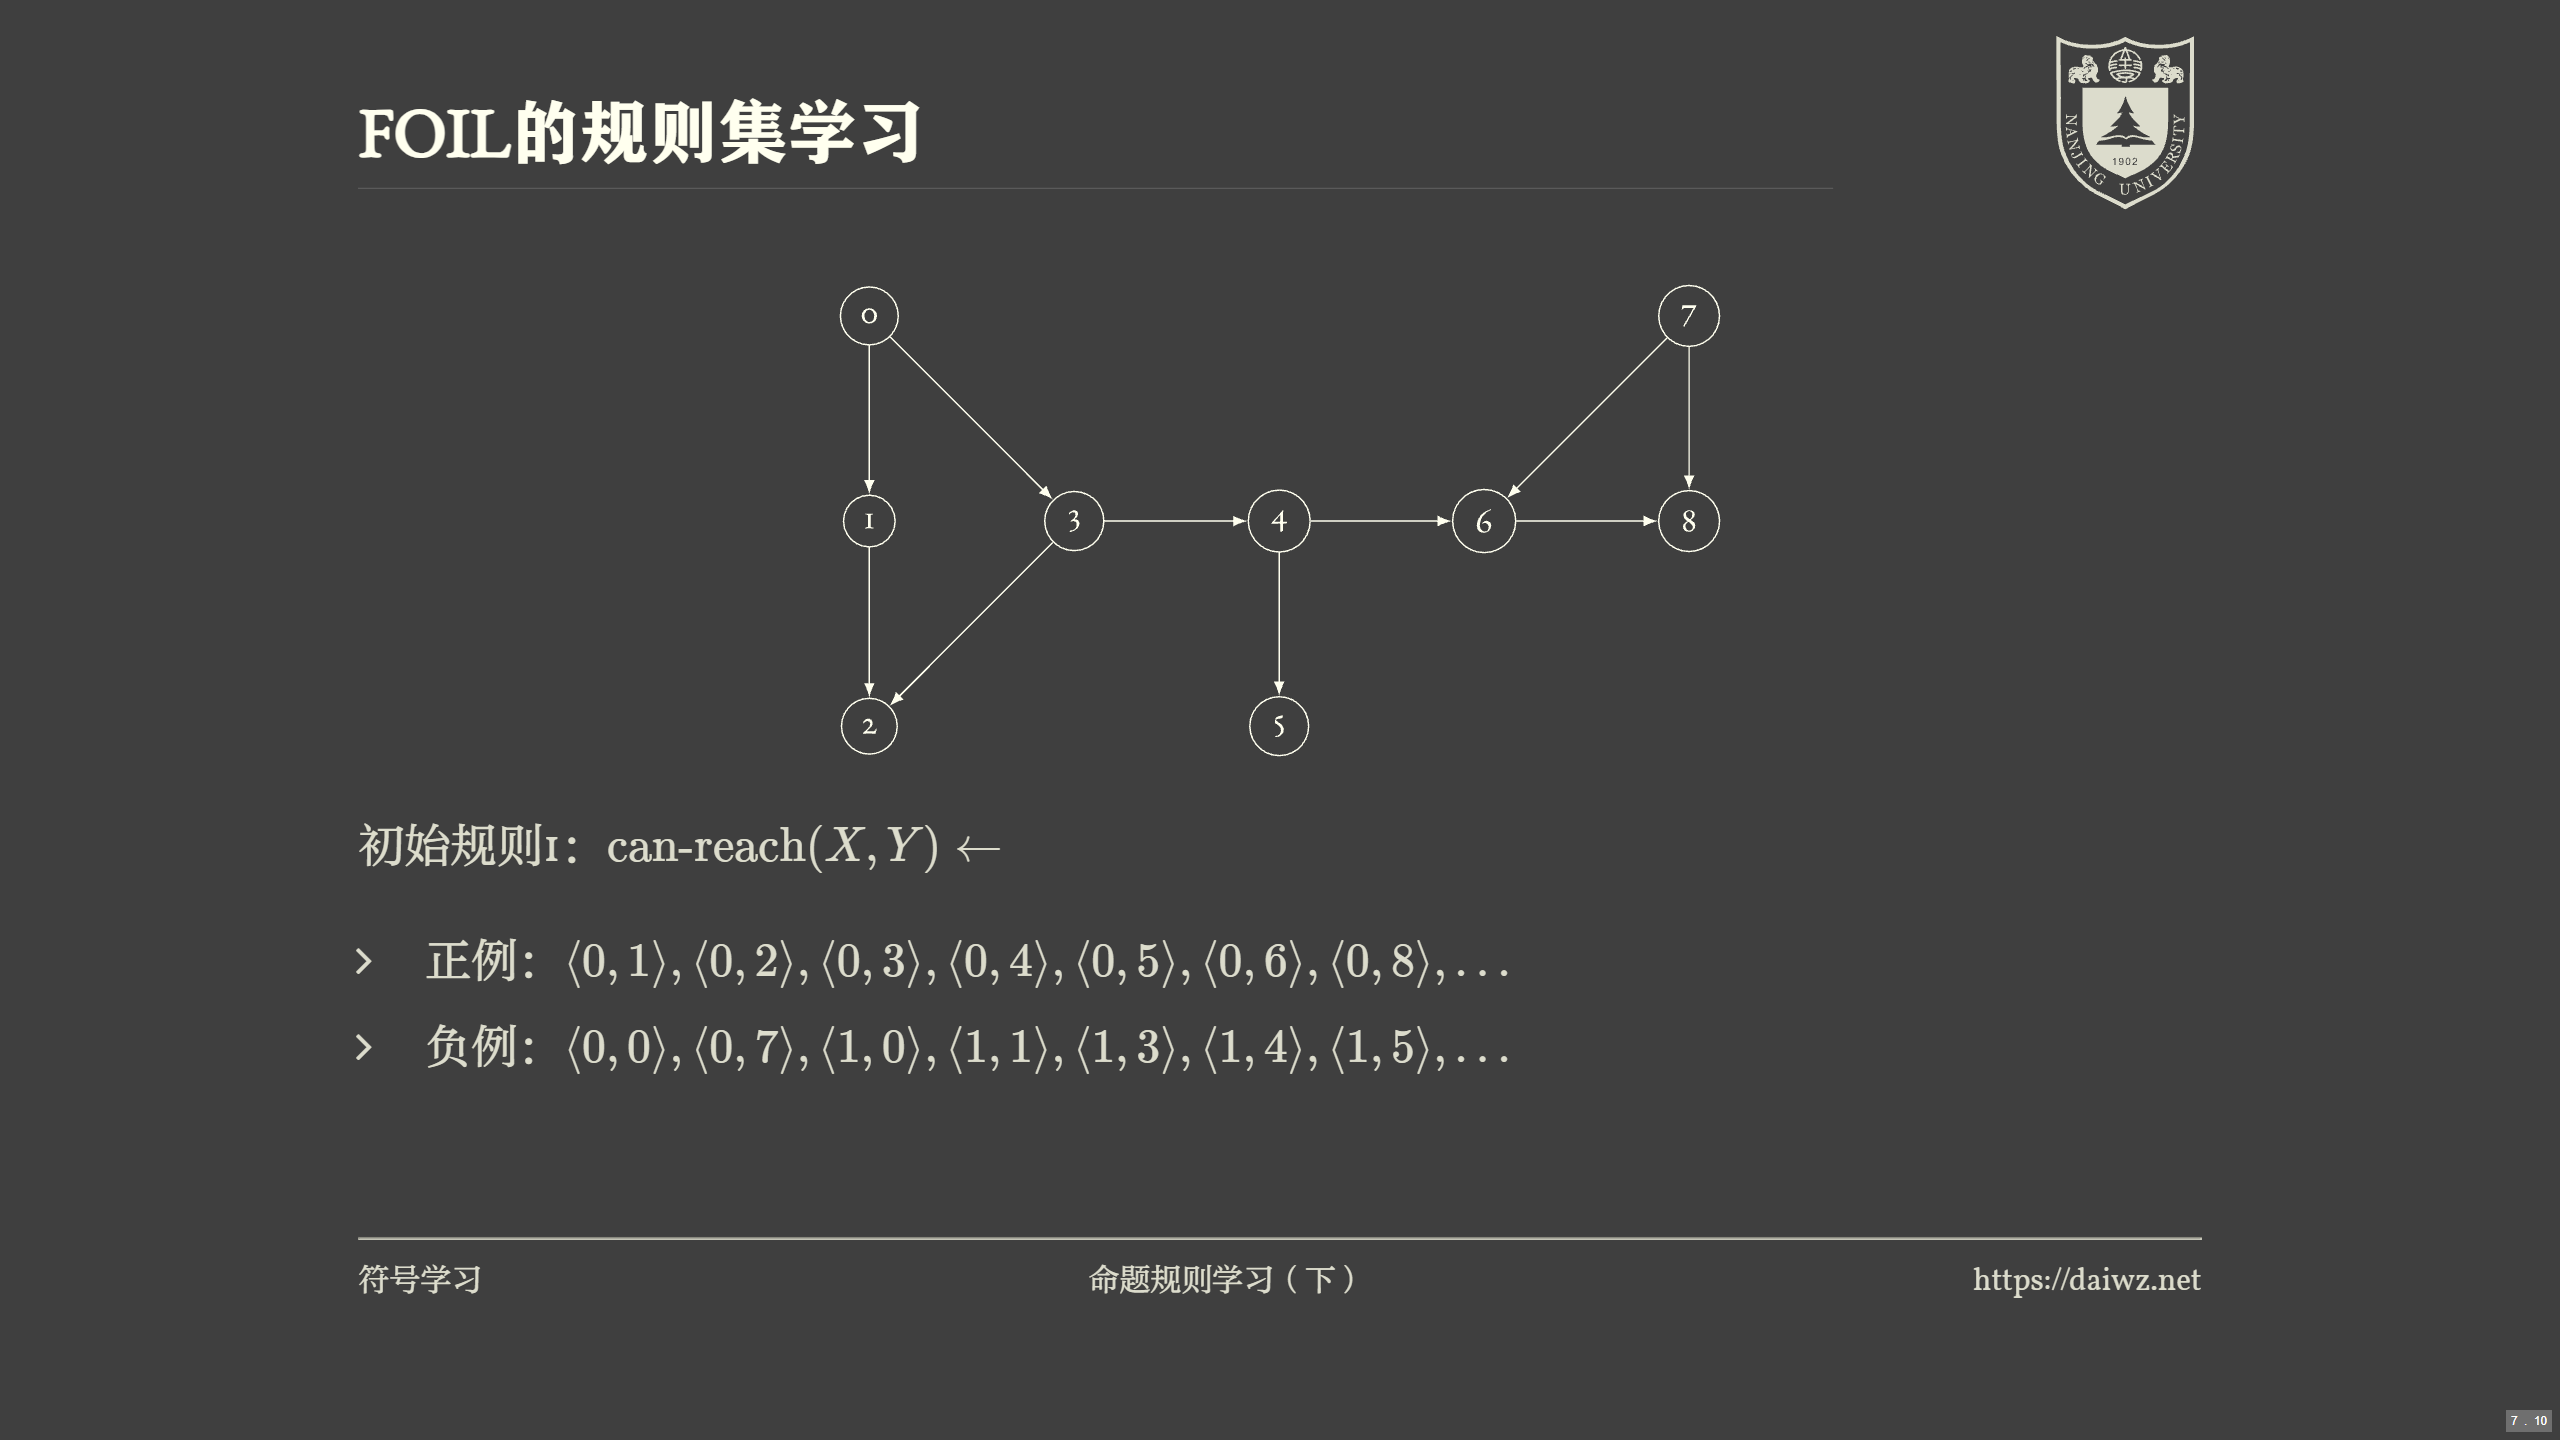 FOIL的规则集学习
NANJING UNIVERSITY
1902
0
7
1
3
4
6
8
2
5
初始规则1：can-reach(X, Y) ←
正例：⟨0, 1⟩, ⟨0, 2⟩, ⟨0, 3⟩, ⟨0, 4⟩, ⟨0, 5⟩, ⟨0, 6⟩, ⟨0, 8⟩, …
负例：⟨0, 0⟩, ⟨0, 7⟩, ⟨1, 0⟩, ⟨1, 1⟩, ⟨1, 3⟩, ⟨1, 4⟩, ⟨1, 5⟩, …
符号学习
命题规则学习（下）
https://daiwz.net
7 . 10